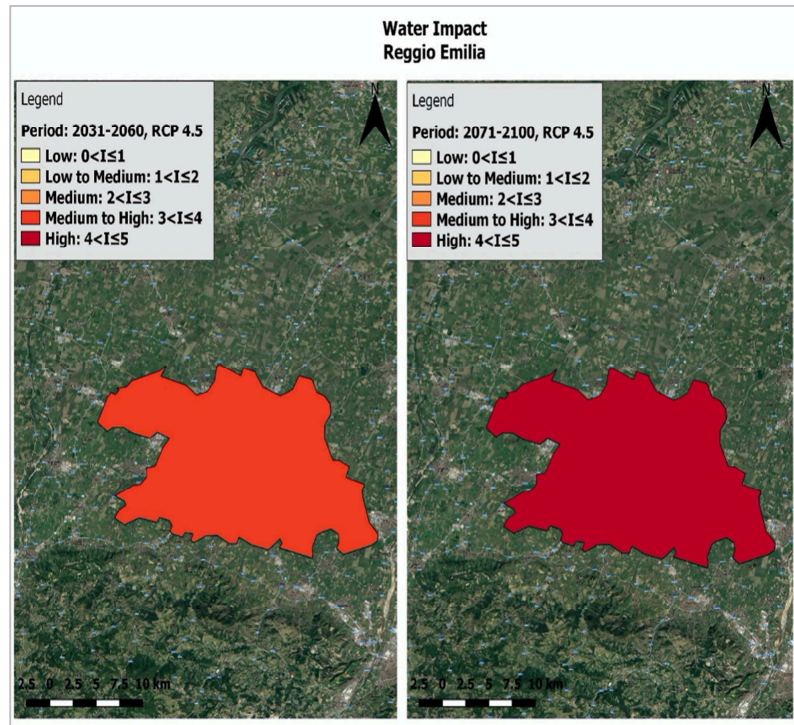 Water Impact
Reggio Emilia
Legend
Period: 2031-2060, RCP 4.5
Low: 0<I≤1
Low to Medium: 1<I≤2
Medium: 2<I≤3
Medium to High: 3<I≤4
High: 4<I≤5
N
2.5 0 2.5 5 7.5 10 km
Legend
Period: 2071-2100, RCP 4.5
Low: 0<I≤1
Low to Medium: 1<I≤2
Medium: 2<I≤3
Medium to High: 3<I≤4
High: 4<I≤5
N
2.5 0 2.5 5 7.5 10 km